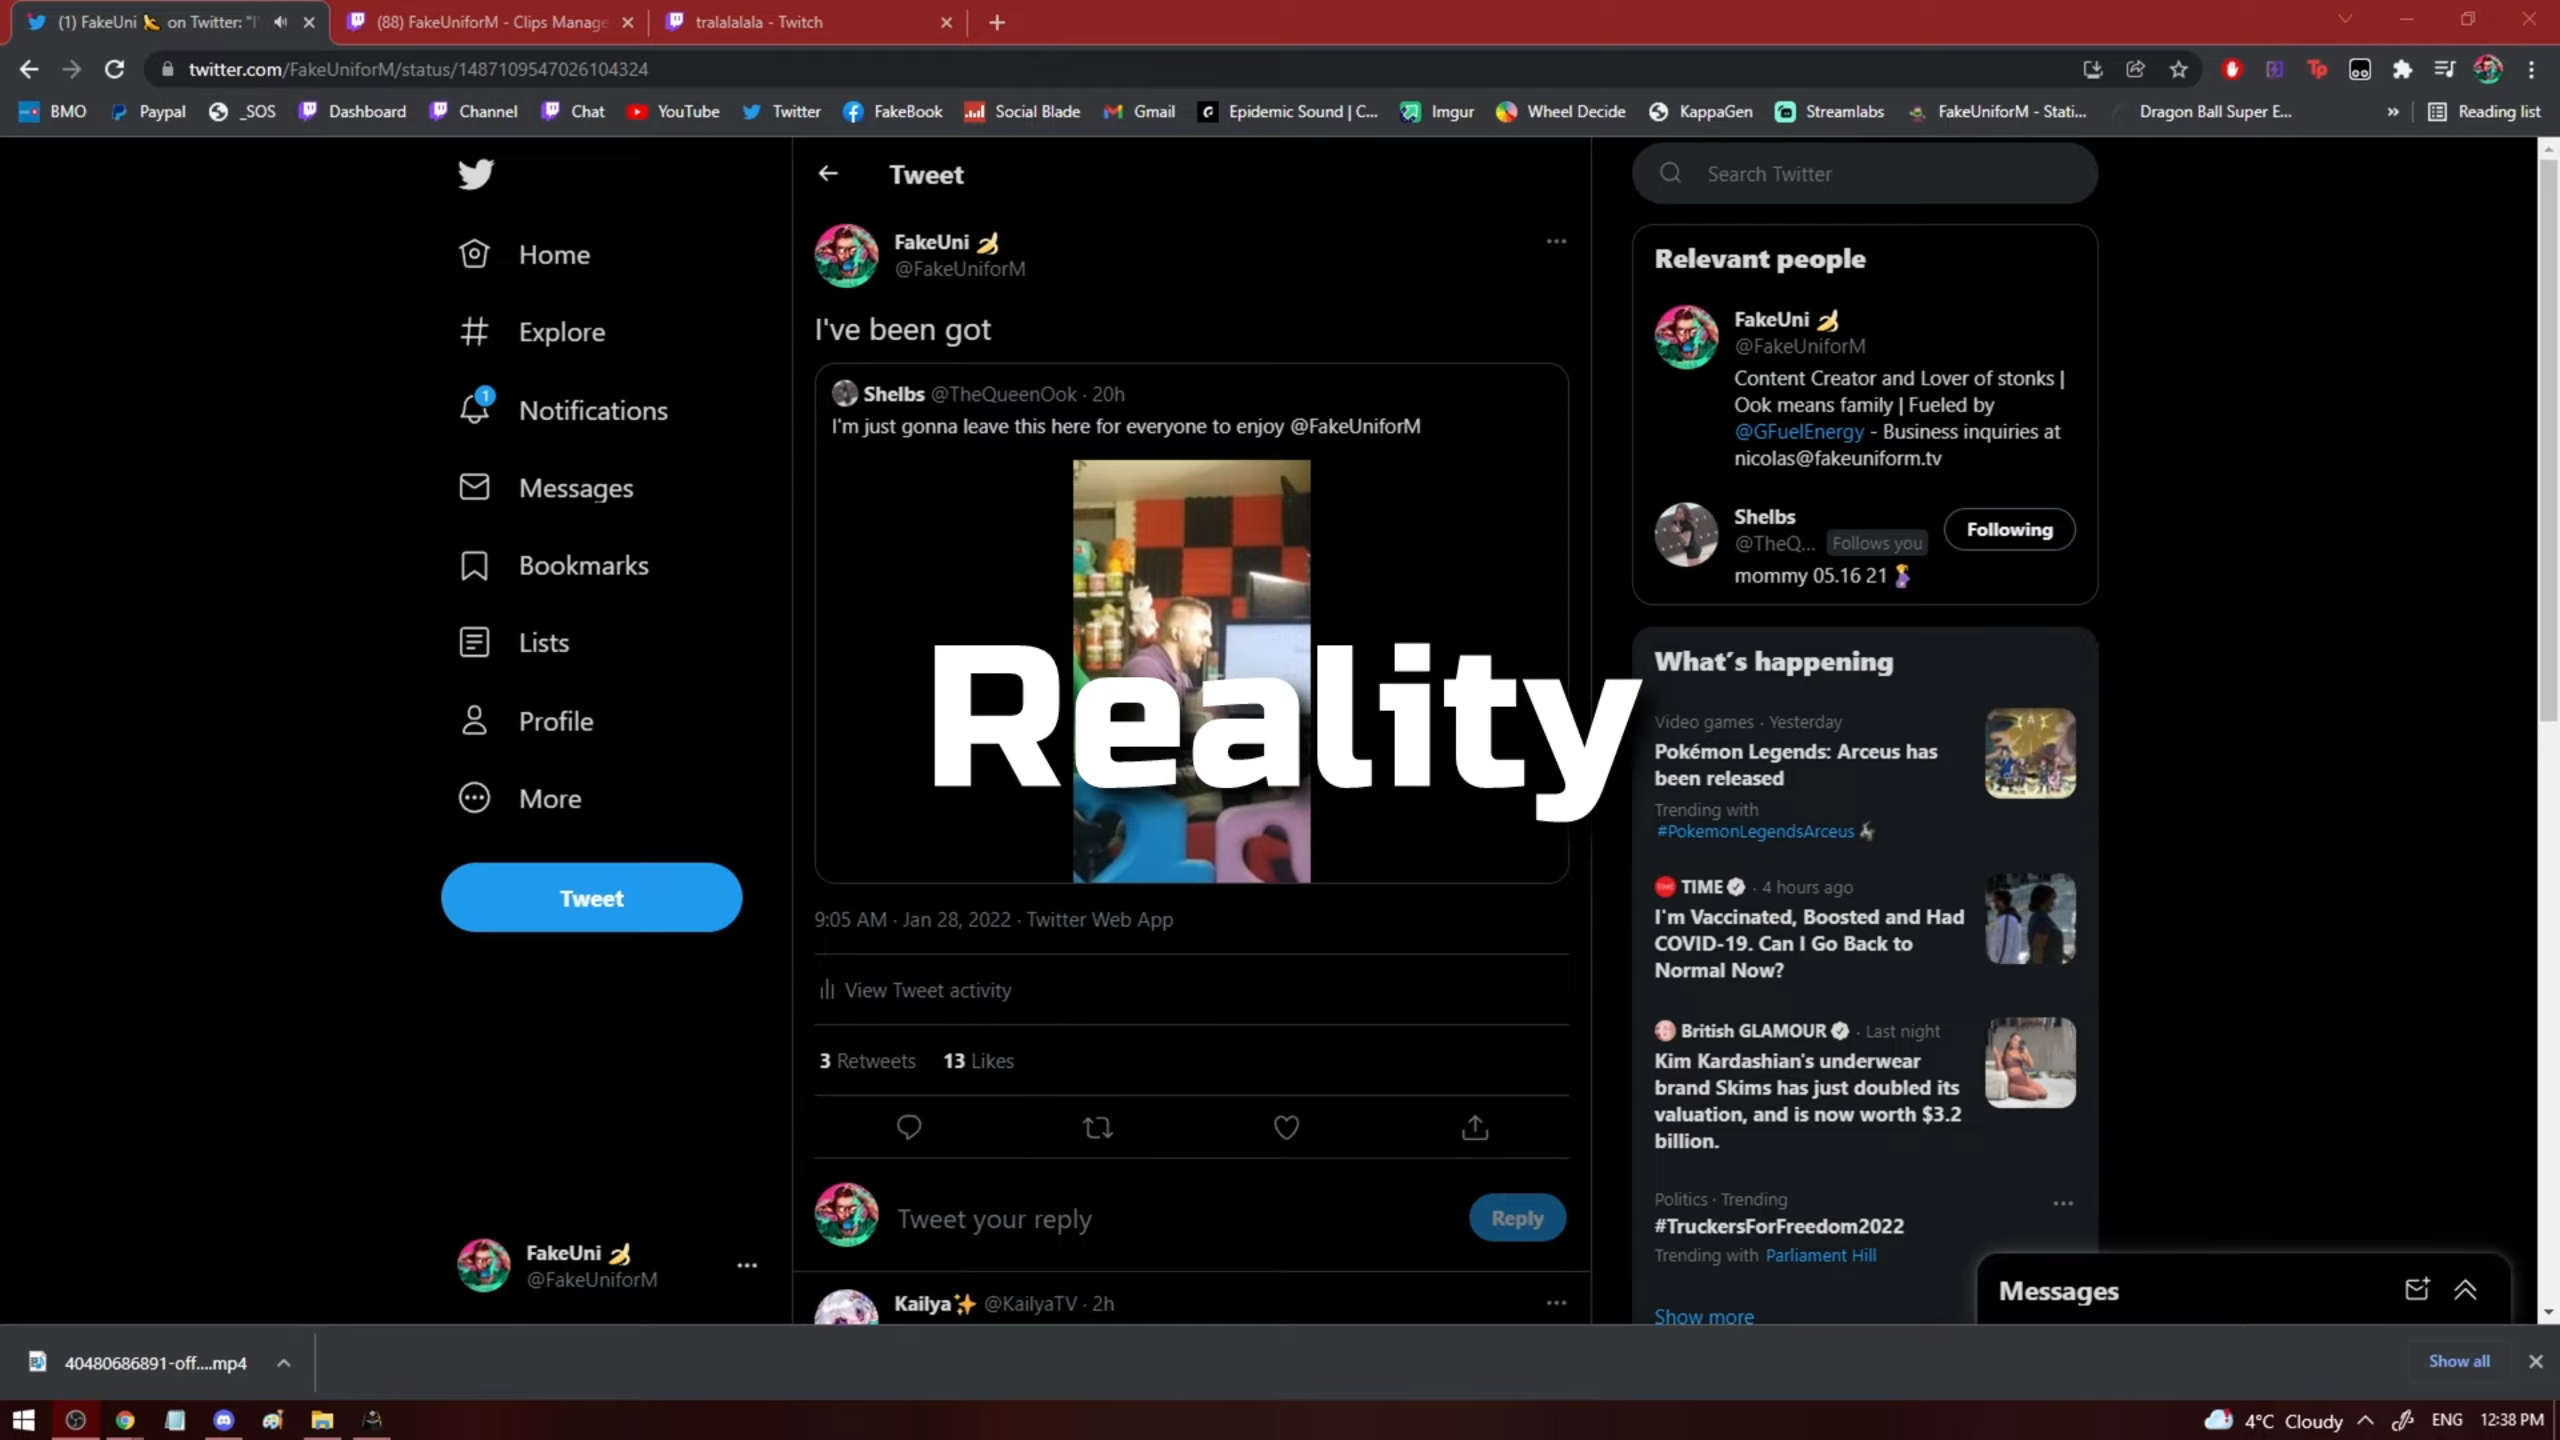 (1) FakeUni on Twitter: "I'
(88) FakeUniforM - Clips Manage
tralalalala - Twitch
twitter.com/FakeUniforM/status/1487109547026104324
BMO
Paypal
_SOS
Dashboard
Channel
Chat
YouTube
Twitter
FakeBook
Social Blade
Gmail
Epidemic Sound | C...
Imgur
Wheel Decide
KappaGen
Streamlabs
FakeUniforM - Stati...
Dragon Ball Super E...
Reading list
Home
Explore
1
Notifications
Messages
Bookmarks
Lists
Profile
More
Tweet
FakeUni
@FakeUniforM
Tweet
FakeUni
@FakeUniforM
I've been got
Shelbs @TheQueenOok · 20h
I'm just gonna leave this here for everyone to enjoy @FakeUniforM
Reality
9:05 AM · Jan 28, 2022 · Twitter Web App
View Tweet activity
3 Retweets 13 Likes
Tweet your reply
Reply
Kailya @KailyaTV · 2h
Search Twitter
Relevant people
FakeUni
@FakeUniforM
Content Creator and Lover of stonks |
Ook means family | Fueled by
@GFuelEnergy - Business inquiries at
nicolas@fakeuniform.tv
Shelbs
@TheQ... Follows you
Following
mommy 05.16 21
What's happening
Video games · Yesterday
Pokémon Legends: Arceus has
been released
Trending with
#PokemonLegendsArceus
TIME · 4 hours ago
I'm Vaccinated, Boosted and Had
COVID-19. Can I Go Back to
Normal Now?
British GLAMOUR · Last night
Kim Kardashian's underwear
brand Skims has just doubled its
valuation, and is now worth $3.2
billion.
Politics · Trending
#TruckersForFreedom2022
Trending with Parliament Hill
Show more
Messages
40480686891-off....mp4
Show all
4°C Cloudy
ENG
12:38 PM